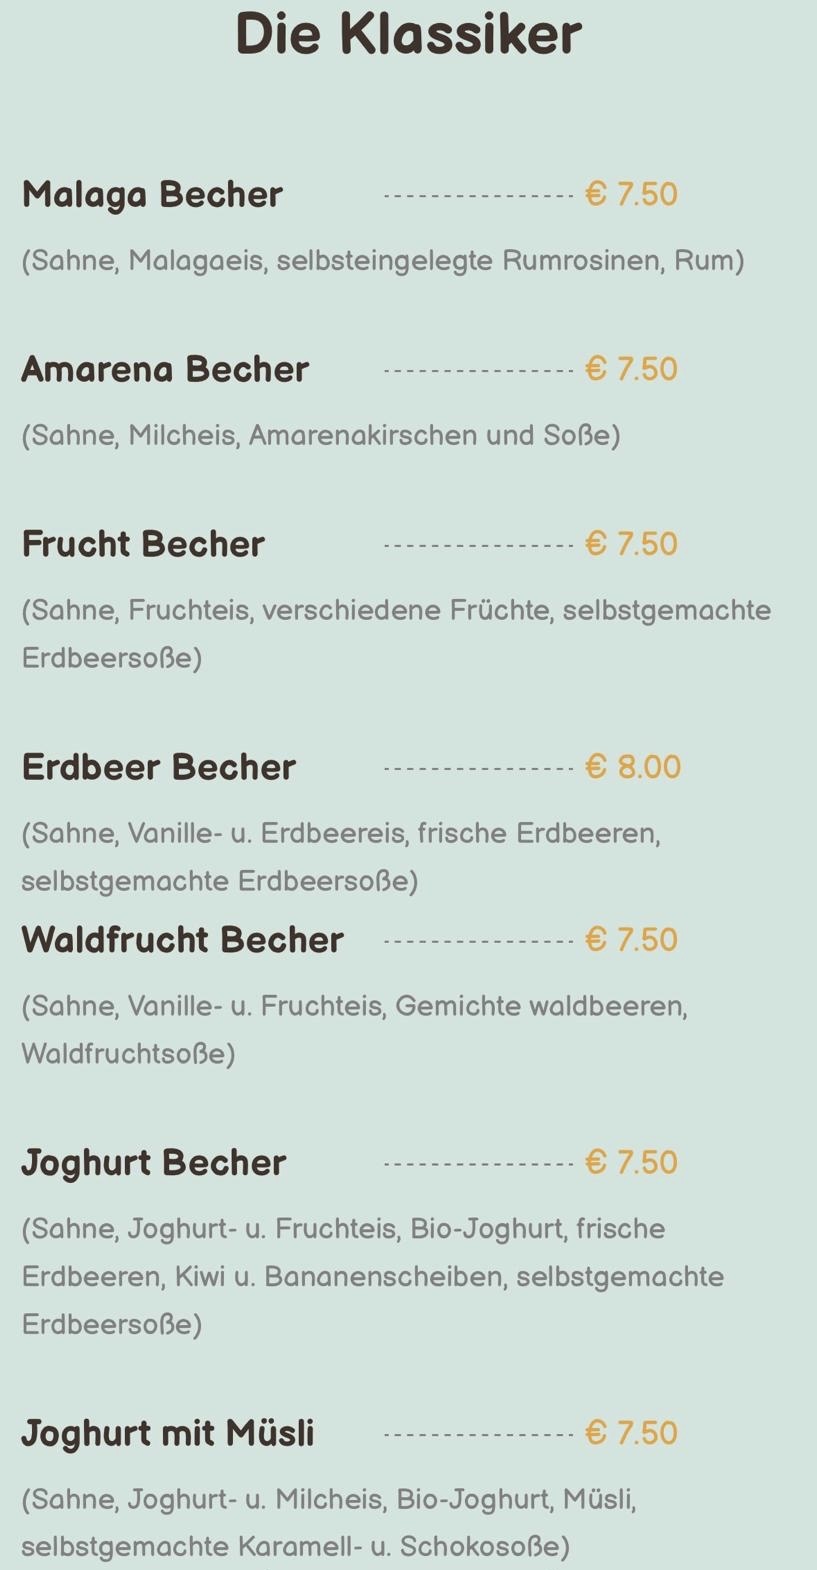 Die Klassiker
Malaga Becher ---------------- € 7.50
(Sahne, Malagaeis, selbsteingelegte Rumrosinen, Rum)
Amarena Becher ---------------- € 7.50
(Sahne, Milcheis, Amarenakirschen und Soße)
Frucht Becher ---------------- € 7.50
(Sahne, Fruchteis, verschiedene Früchte, selbstgemachte
Erdbeersoße)
Erdbeer Becher ---------------- € 8.00
(Sahne, Vanille- u. Erdbeereis, frische Erdbeeren,
selbstgemachte Erdbeersoße)
Waldfrucht Becher ---------------- € 7.50
(Sahne, Vanille- u. Fruchteis, Gemichte waldbeeren,
Waldfruchtsoße)
Joghurt Becher ---------------- € 7.50
(Sahne, Joghurt- u. Fruchteis, Bio-Joghurt, frische
Erdbeeren, Kiwi u. Bananenscheiben, selbstgemachte
Erdbeersoße)
Joghurt mit Müsli ---------------- € 7.50
(Sahne, Joghurt- u. Milcheis, Bio-Joghurt, Müsli,
selbstgemachte Karamell- u. Schokosoße)